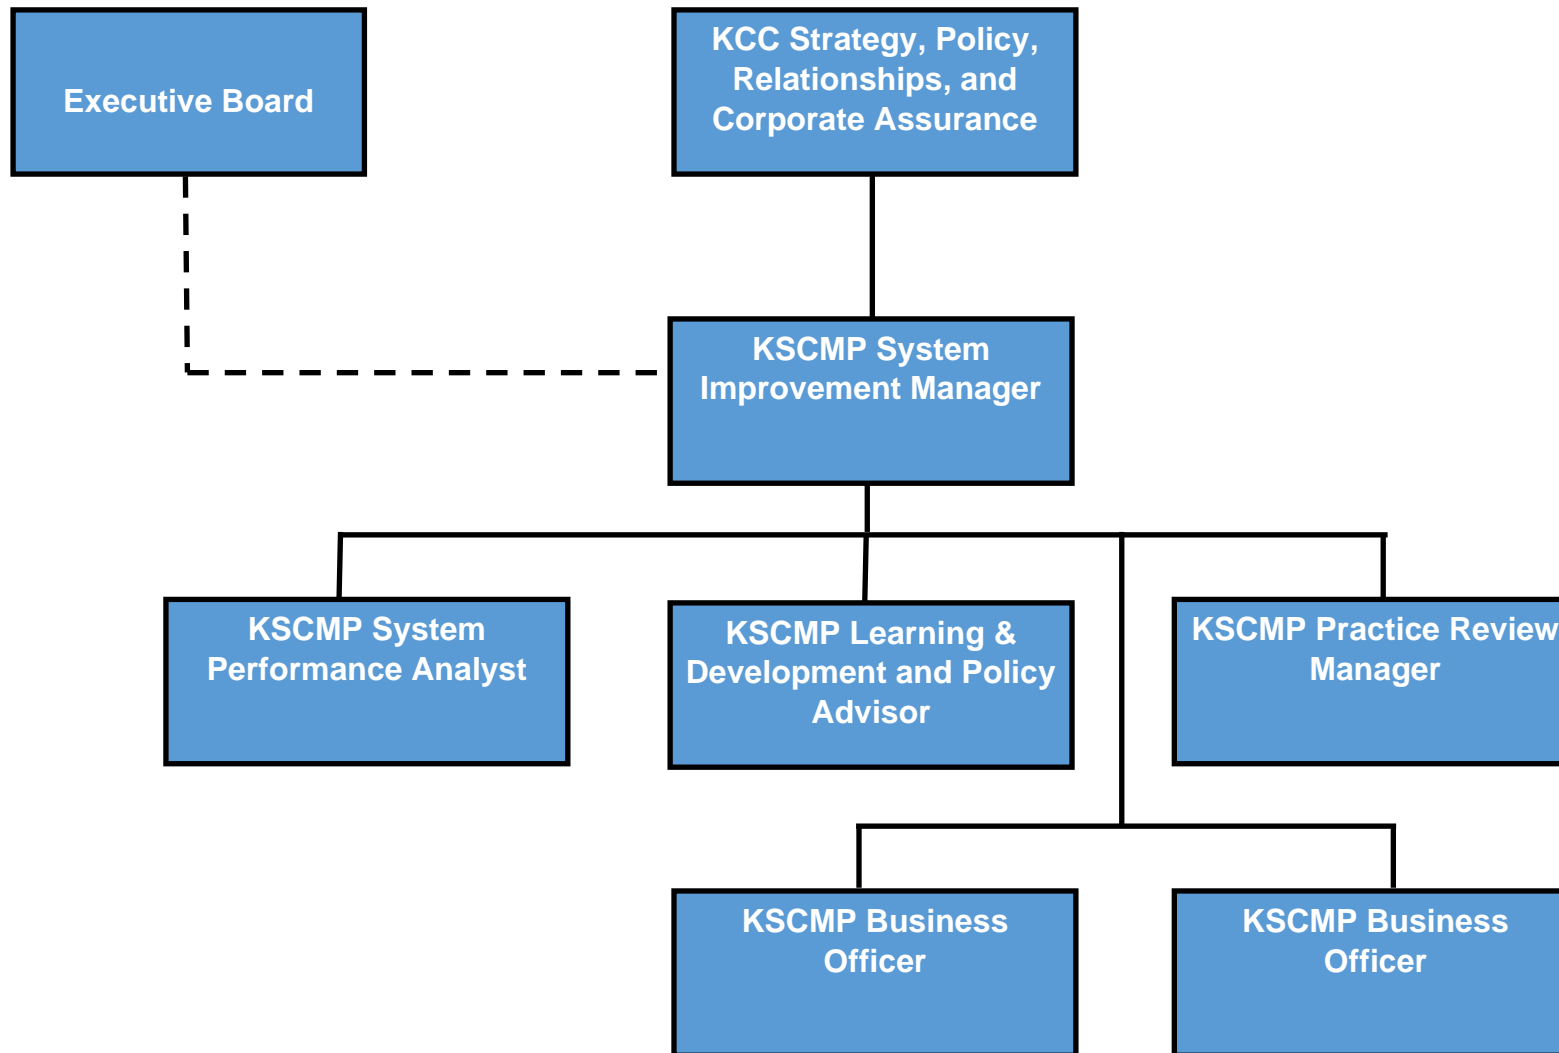 Executive Board
KCC Strategy, Policy,
Relationships, and
Corporate Assurance
KSCMP System
Improvement Manager
KSCMP System
Performance Analyst
KSCMP Learning &
Development and Policy
Advisor
KSCMP Practice Review
Manager
KSCMP Business
Officer
KSCMP Business
Officer